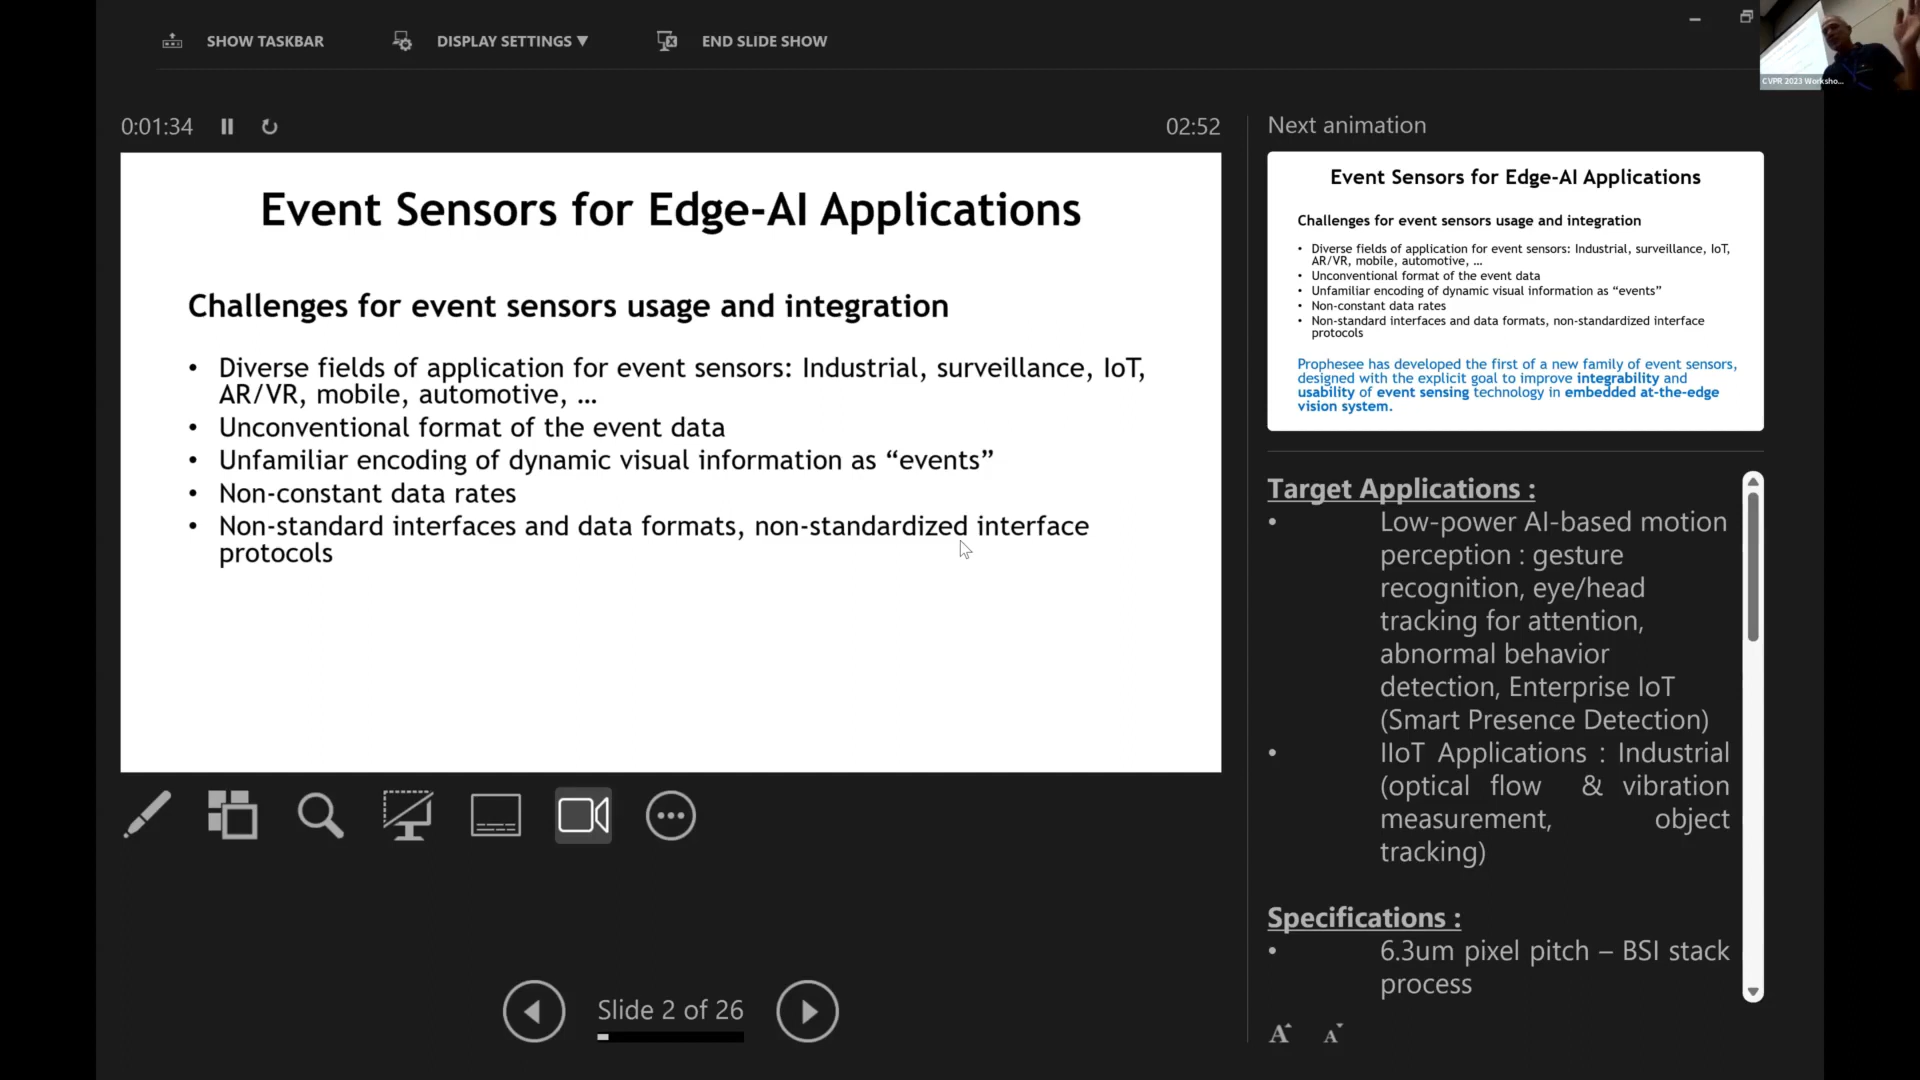 SHOW TASKBAR
DISPLAY SETTINGS ▼
END SLIDE SHOW
CVPR 2023 Worksho...
0:01:34
02:52
Event Sensors for Edge-AI Applications
Challenges for event sensors usage and integration
• Diverse fields of application for event sensors: Industrial, surveillance, IoT,
AR/VR, mobile, automotive, …
• Unconventional format of the event data
• Unfamiliar encoding of dynamic visual information as “events”
• Non-constant data rates
• Non-standard interfaces and data formats, non-standardized interface
protocols
Slide 2 of 26
Next animation
Event Sensors for Edge-AI Applications
Challenges for event sensors usage and integration
• Diverse fields of application for event sensors: Industrial, surveillance, IoT,
AR/VR, mobile, automotive, …
• Unconventional format of the event data
• Unfamiliar encoding of dynamic visual information as “events”
• Non-constant data rates
• Non-standard interfaces and data formats, non-standardized interface
protocols
Prophesee has developed the first of a new family of event sensors,
designed with the explicit goal to improve integrability and
usability of event sensing technology in embedded at-the-edge
vision system.
Target Applications :
• Low-power AI-based motion
perception : gesture
recognition, eye/head
tracking for attention,
abnormal behavior
detection, Enterprise IoT
(Smart Presence Detection)
• IIoT Applications : Industrial
(optical flow & vibration
measurement, object
tracking)
Specifications :
• 6.3um pixel pitch – BSI stack
process
A A